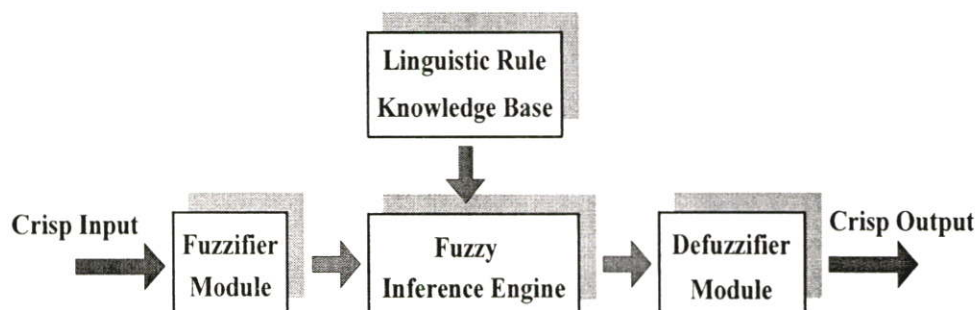 Linguistic Rule
Knowledge Base
Crisp Input
Fuzzifier
Module
Fuzzy
Inference Engine
Defuzzifier
Module
Crisp Output